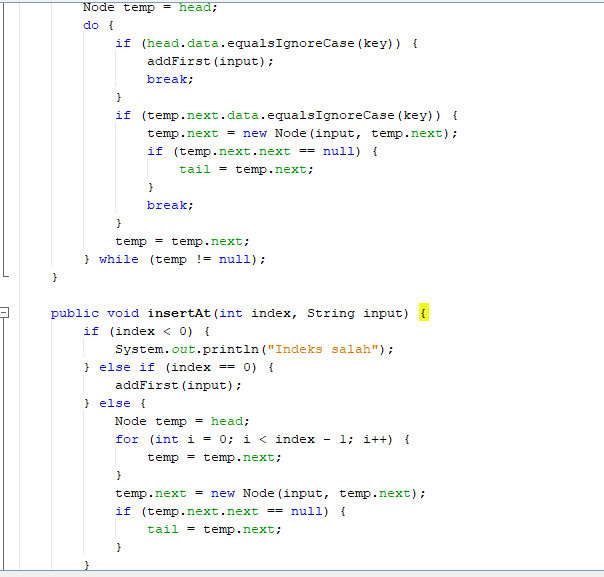 Node temp = head;
do {
if (head.data.equalsIgnoreCase(key)) {
addFirst(input);
break;
}
if (temp.next.data.equalsIgnoreCase(key)) {
temp.next = new Node(input, temp.next);
if (temp.next.next == null) {
tail = temp.next;
}
break;
}
temp = temp.next;
} while (temp != null);
}
public void insertAt(int index, String input) {
if (index < 0) {
System.out.println("Indeks salah");
} else if (index == 0) {
addFirst(input);
} else {
Node temp = head;
for (int i = 0; i < index - 1; i++) {
temp = temp.next;
}
temp.next = new Node(input, temp.next);
if (temp.next.next == null) {
tail = temp.next;
}
}